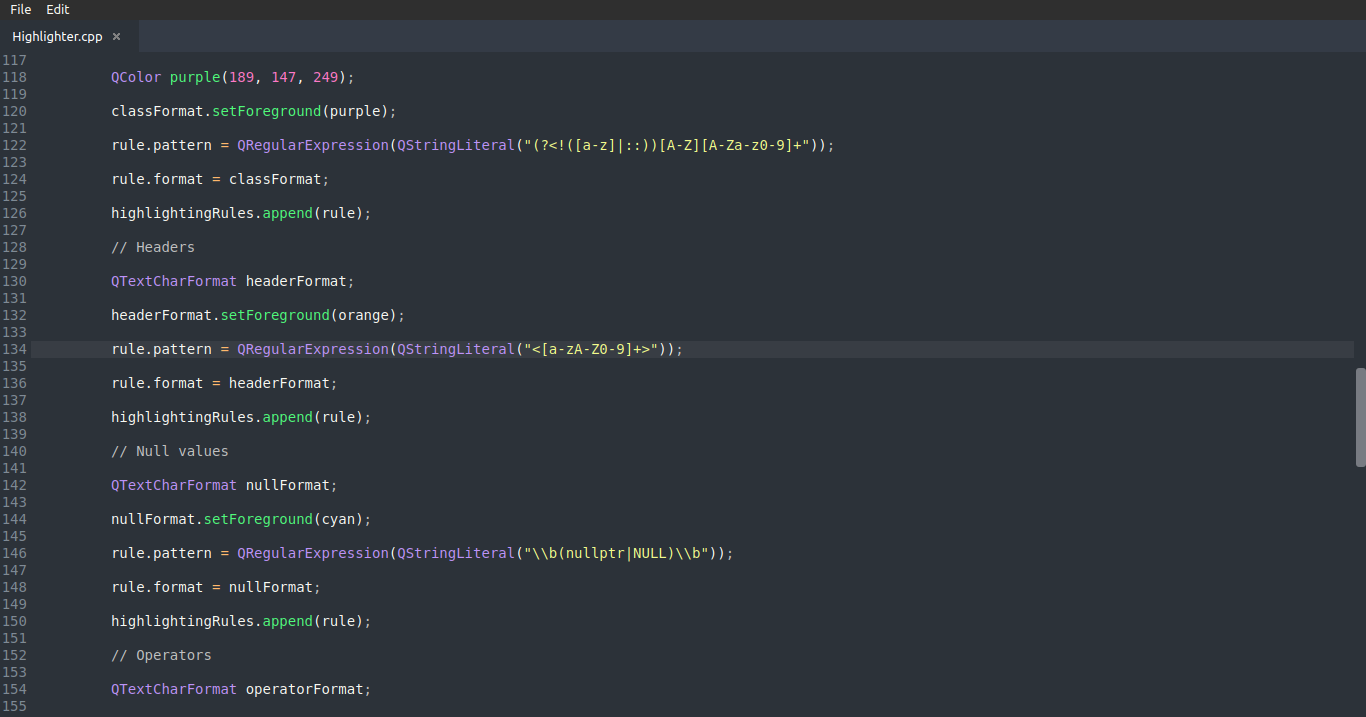 File Edit
Highlighter.cpp ×
117
118 QColor purple(189, 147, 249);
119
120 classFormat.setForeground(purple);
121
122 rule.pattern = QRegularExpression(QStringLiteral("(?<!([a-z]|::))[A-Z][A-Za-z0-9]+"));
123
124 rule.format = classFormat;
125
126 highlightingRules.append(rule);
127
128 // Headers
129
130 QTextCharFormat headerFormat;
131
132 headerFormat.setForeground(orange);
133
134 rule.pattern = QRegularExpression(QStringLiteral("<[a-zA-Z0-9]+>"));
135
136 rule.format = headerFormat;
137
138 highlightingRules.append(rule);
139
140 // Null values
141
142 QTextCharFormat nullFormat;
143
144 nullFormat.setForeground(cyan);
145
146 rule.pattern = QRegularExpression(QStringLiteral("\\b(nullptr|NULL)\\b"));
147
148 rule.format = nullFormat;
149
150 highlightingRules.append(rule);
151
152 // Operators
153
154 QTextCharFormat operatorFormat;
155